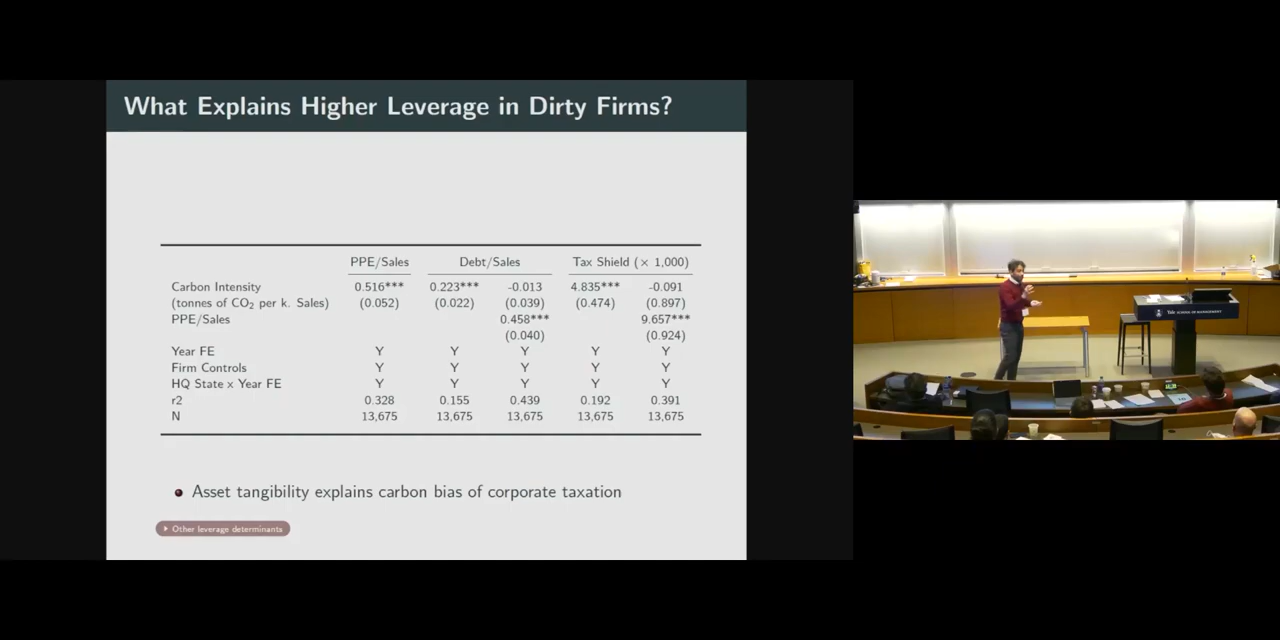 What Explains Higher Leverage in Dirty Firms?
PPE/Sales Debt/Sales Tax Shield (× 1,000)
Carbon Intensity 0.516*** 0.223*** -0.013 4.835*** -0.091
(tonnes of CO₂ per k. Sales) (0.052) (0.022) (0.039) (0.474) (0.897)
PPE/Sales 0.458*** 9.657***
(0.040) (0.924)
Year FE Y Y Y Y Y
Firm Controls Y Y Y Y Y
HQ State x Year FE Y Y Y Y Y
r2 0.328 0.155 0.439 0.192 0.391
N 13,675 13,675 13,675 13,675 13,675
Asset tangibility explains carbon bias of corporate taxation
Other leverage determinants
Yale SCHOOL OF MANAGEMENT